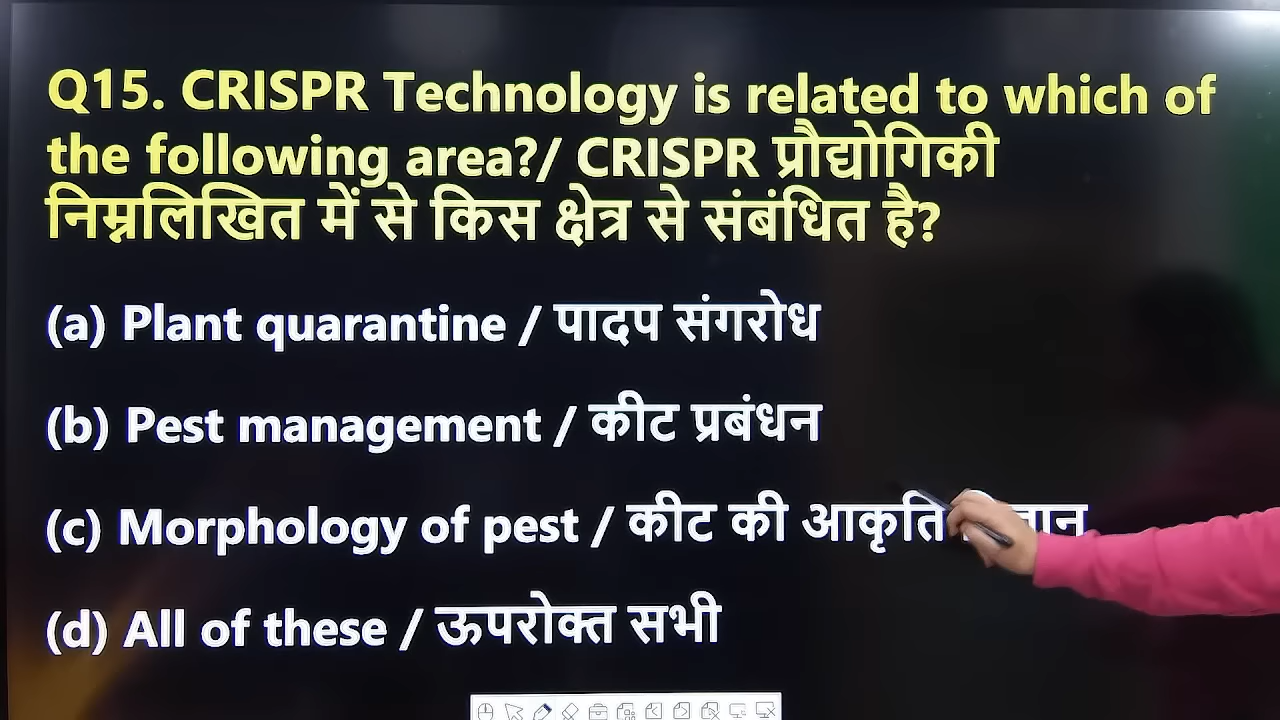 Q15. CRISPR Technology is related to which of
the following area?/ CRISPR प्रौद्योगिकी
निम्नलिखित में से किस क्षेत्र से संबंधित है?
(a) Plant quarantine / पादप संगरोध
(b) Pest management / कीट प्रबंधन
(c) Morphology of pest / कीट की आकृति
(d) All of these / ऊपरोक्त सभी